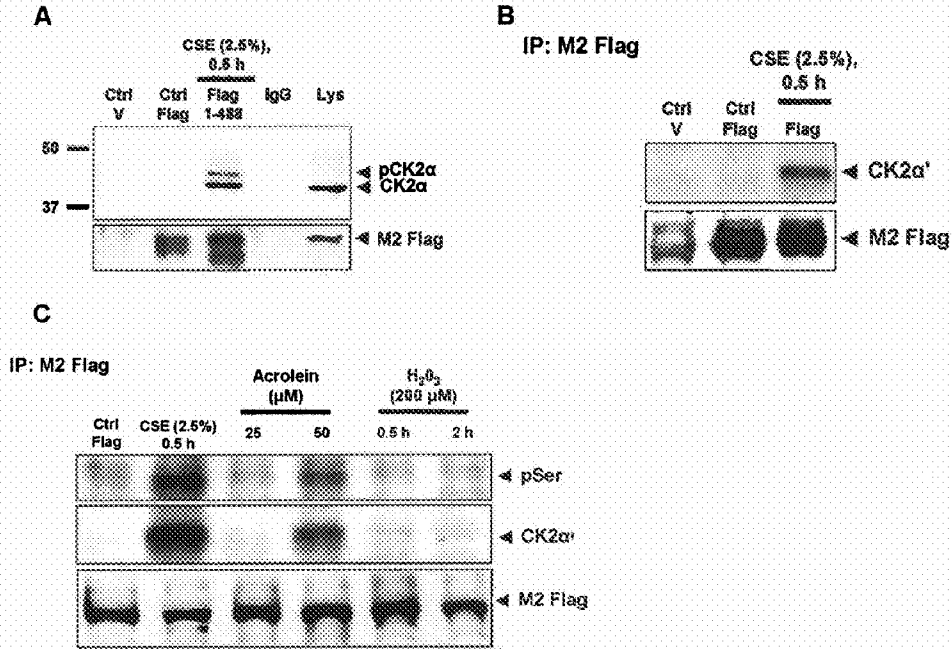 A
CSE (2.5%),
0.5 h
Ctrl V
Ctrl Flag
Flag 1-488
IgG
Lys
50
37
pCK2α
CK2α
M2 Flag
B
IP: M2 Flag
CSE (2.5%),
0.5 h
Ctrl V
Ctrl Flag
Flag
CK2α'
M2 Flag
C
IP: M2 Flag
Acrolein
(µM)
H₂0₃
(200 µM)
Ctrl Flag
CSE (2.5%) 0.5 h
25
50
0.5 h
2 h
pSer
CK2α'
M2 Flag